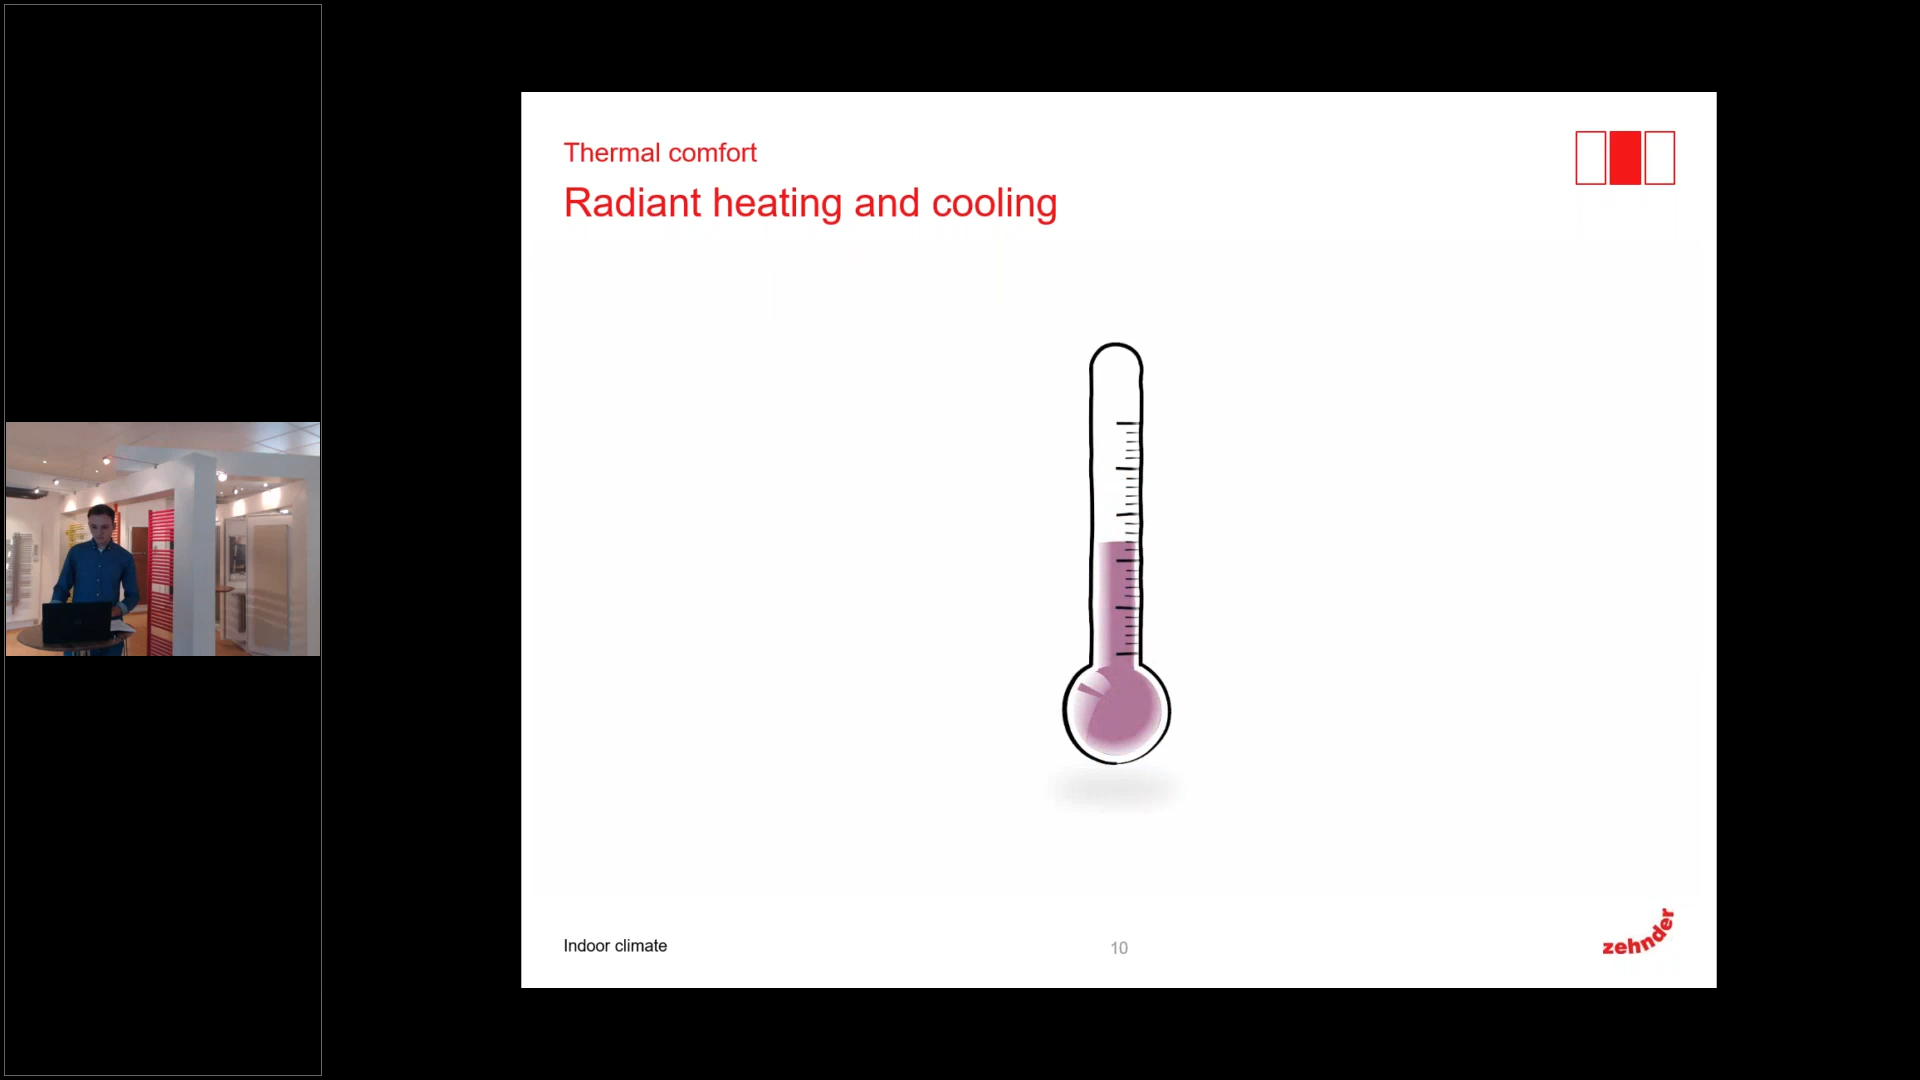 Thermal comfort
Radiant heating and cooling
Indoor climate
10
zehnder